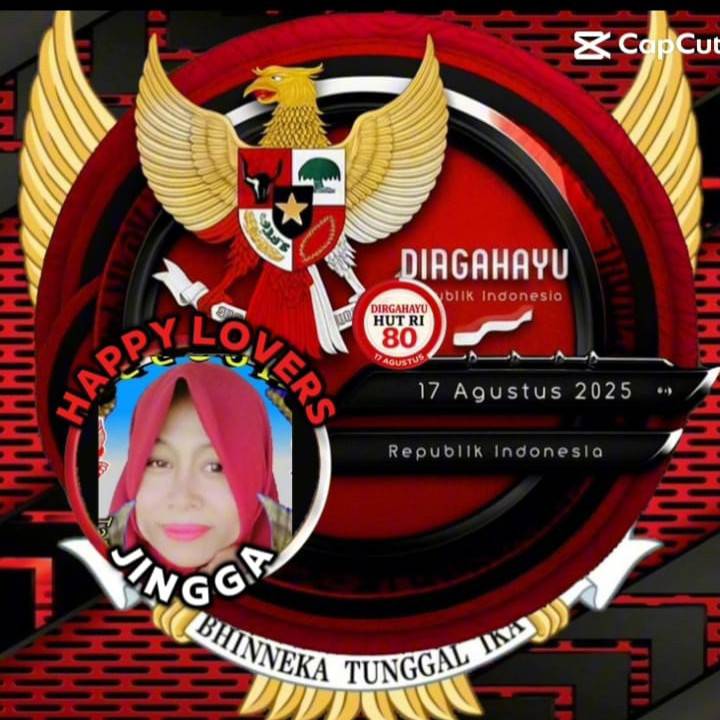 CapCut
DIRGAHAYU
ublik Indonesia
DIRGAHAYU
HUT RI
80
17 AGUSTUS
17 Agustus 2025
Republik Indonesia
HAPPY LOVERS
JINGGA
BHINNEKA TUNGGAL IKA